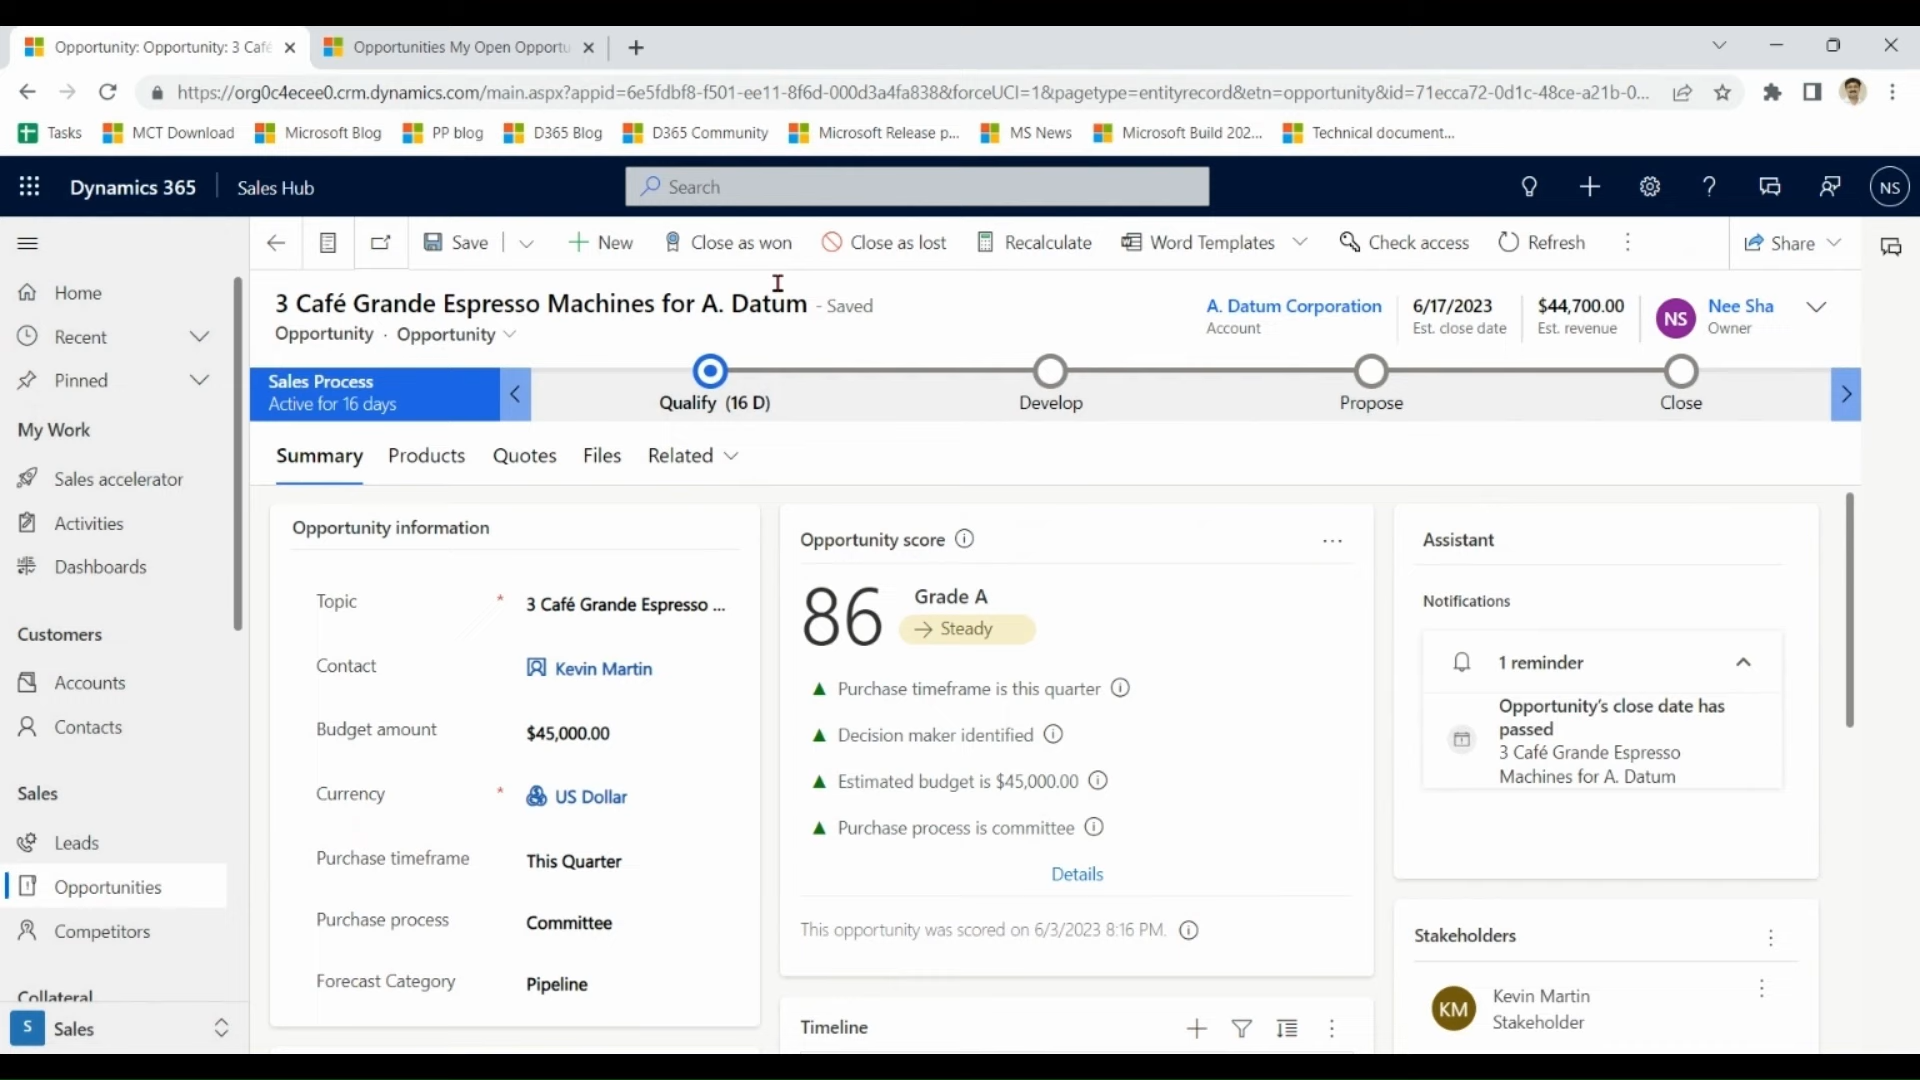 Opportunity: Opportunity: 3 Café
Opportunities My Open Opportu
https://org0c4ecee0.crm.dynamics.com/main.aspx?appid=6e5fdbf8-f501-ee11-8f6d-000d3a4fa838&forceUCI=1&pagetype=entityrecord&etn=opportunity&id=71ecca72-0d1c-48ce-a21b-0...
Tasks MCT Download Microsoft Blog PP blog D365 Blog D365 Community Microsoft Release p... MS News Microsoft Build 202... Technical document...
Dynamics 365 Sales Hub Search NS
Save New Close as won Close as lost Recalculate Word Templates Check access Refresh Share
Home
Recent
Pinned
My Work
Sales accelerator
Activities
Dashboards
Customers
Accounts
Contacts
Sales
Leads
Opportunities
Competitors
Collateral
S Sales
3 Café Grande Espresso Machines for A. Datum - Saved
Opportunity · Opportunity
A. Datum Corporation
Account
6/17/2023
Est. close date
$44,700.00
Est. revenue
NS
Nee Sha
Owner
Sales Process
Active for 16 days
Qualify (16 D)
Develop
Propose
Close
Summary Products Quotes Files Related
Opportunity information
Topic * 3 Café Grande Espresso ...
Contact Kevin Martin
Budget amount $45,000.00
Currency * US Dollar
Purchase timeframe This Quarter
Purchase process Committee
Forecast Category Pipeline
Opportunity score
86
Grade A
Steady
Purchase timeframe is this quarter
Decision maker identified
Estimated budget is $45,000.00
Purchase process is committee
Details
This opportunity was scored on 6/3/2023 8:16 PM.
Timeline
Assistant
Notifications
1 reminder
Opportunity's close date has
passed
3 Café Grande Espresso
Machines for A. Datum
Stakeholders
KM
Kevin Martin
Stakeholder